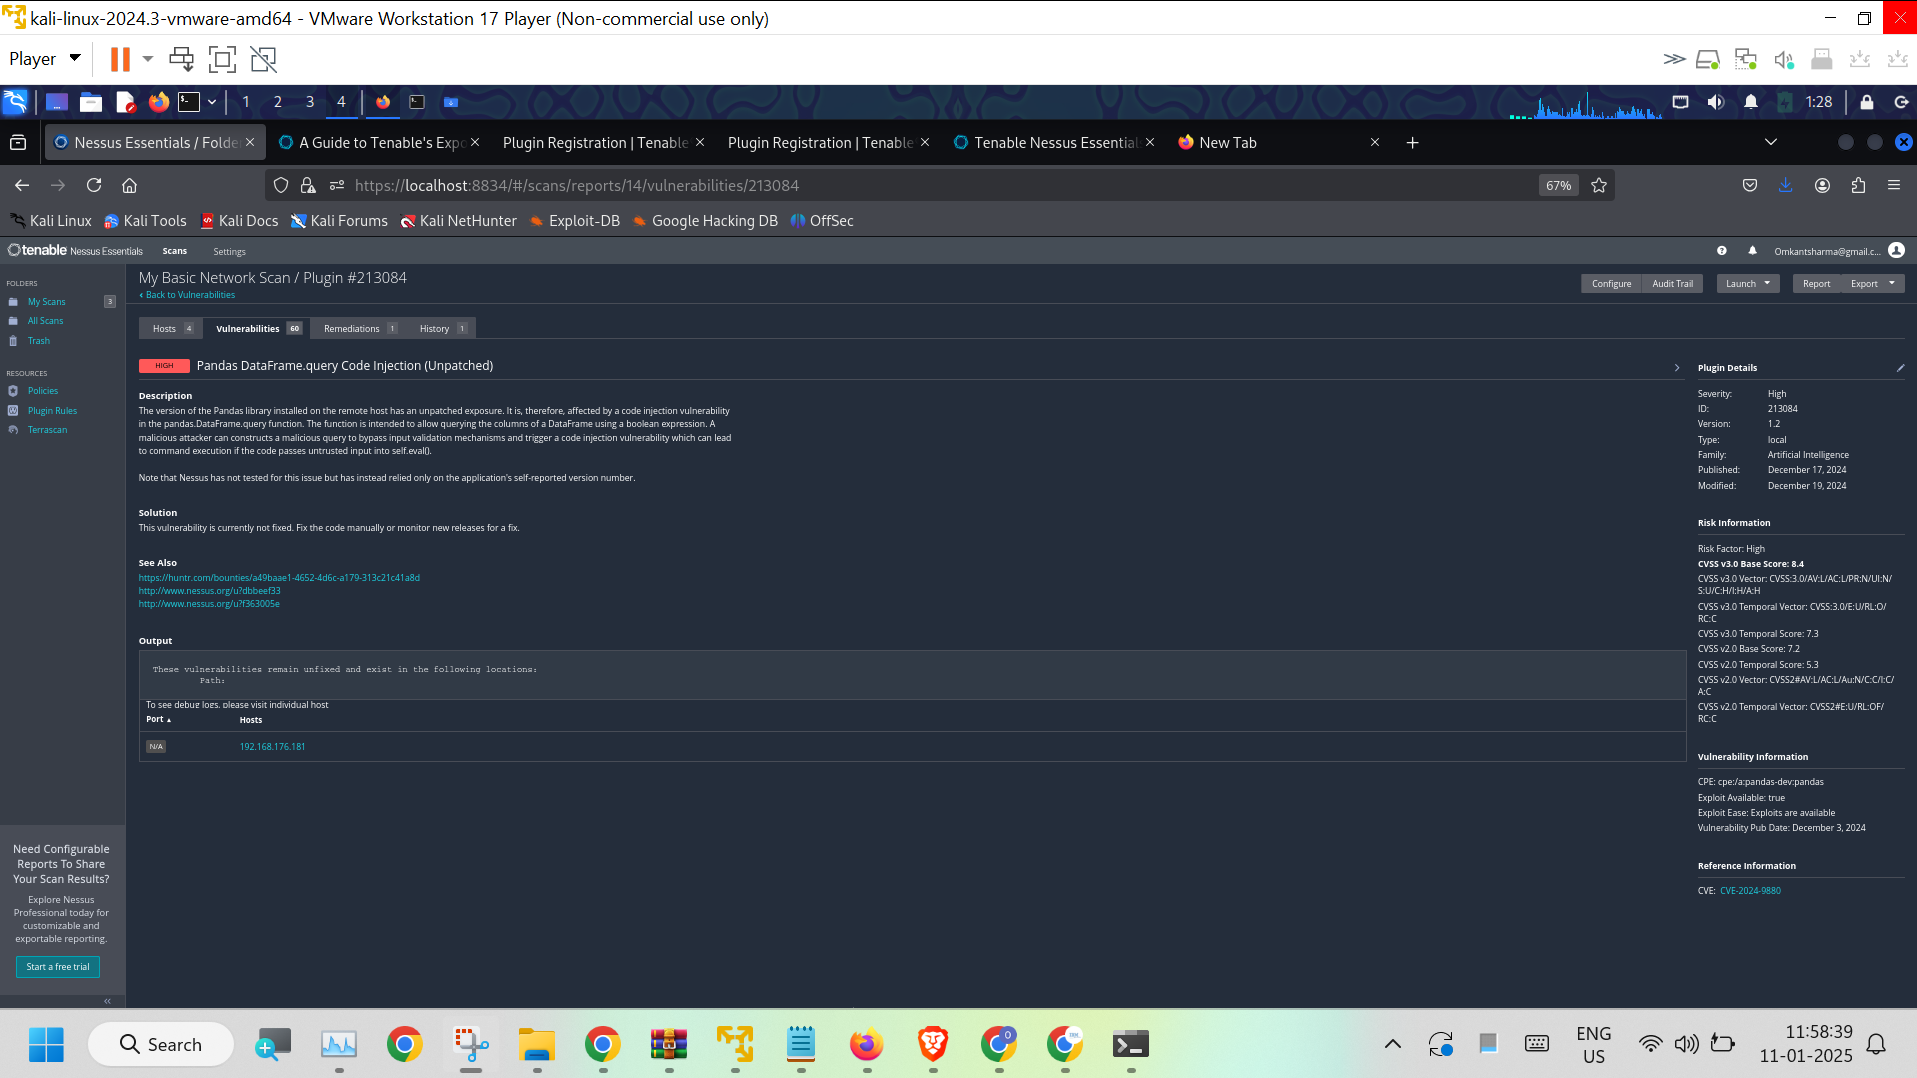 kali-linux-2024.3-vmware-amd64 - VMware Workstation 17 Player (Non-commercial use only)
Player
1 2 3 4
1:28
Nessus Essentials / Folde
A Guide to Tenable's Expo
Plugin Registration | Tenable
Plugin Registration | Tenable
Tenable Nessus Essential
New Tab
https://localhost:8834/#/scans/reports/14/vulnerabilities/213084
67%
Kali Linux
Kali Tools
Kali Docs
Kali Forums
Kali NetHunter
Exploit-DB
Google Hacking DB
OffSec
tenable Nessus Essentials
Scans
Settings
Omkantsharma@gmail.c...
FOLDERS
My Scans 3
All Scans
Trash
RESOURCES
Policies
Plugin Rules
Terrascan
Need Configurable
Reports To Share
Your Scan Results?
Explore Nessus
Professional today for
customizable and
exportable reporting.
Start a free trial
My Basic Network Scan / Plugin #213084
‹ Back to Vulnerabilities
Configure
Audit Trail
Launch
Report
Export
Hosts 4
Vulnerabilities 60
Remediations 1
History 1
HIGH Pandas DataFrame.query Code Injection (Unpatched)
Description
The version of the Pandas library installed on the remote host has an unpatched exposure. It is, therefore, affected by a code injection vulnerability
in the pandas.DataFrame.query function. The function is intended to allow querying the columns of a DataFrame using a boolean expression. A
malicious attacker can constructs a malicious query to bypass input validation mechanisms and trigger a code injection vulnerability which can lead
to command execution if the code passes untrusted input into self.eval().
Note that Nessus has not tested for this issue but has instead relied only on the application's self-reported version number.
Solution
This vulnerability is currently not fixed. Fix the code manually or monitor new releases for a fix.
See Also
https://huntr.com/bounties/a49baae1-4652-4d6c-a179-313c21c41a8d
http://www.nessus.org/u?dbbeef33
http://www.nessus.org/u?f363005e
Output
These vulnerabilities remain unfixed and exist in the following locations:
Path:
To see debug logs, please visit individual host
Port ▲ Hosts
N/A 192.168.176.181
Plugin Details
Severity: High
ID: 213084
Version: 1.2
Type: local
Family: Artificial Intelligence
Published: December 17, 2024
Modified: December 19, 2024
Risk Information
Risk Factor: High
CVSS v3.0 Base Score: 8.4
CVSS v3.0 Vector: CVSS:3.0/AV:L/AC:L/PR:N/UI:N/
S:U/C:H/I:H/A:H
CVSS v3.0 Temporal Vector: CVSS:3.0/E:U/RL:O/
RC:C
CVSS v3.0 Temporal Score: 7.3
CVSS v2.0 Base Score: 7.2
CVSS v2.0 Temporal Score: 5.3
CVSS v2.0 Vector: CVSS2#AV:L/AC:L/Au:N/C:C/I:C/
A:C
CVSS v2.0 Temporal Vector: CVSS2#E:U/RL:OF/
RC:C
Vulnerability Information
CPE: cpe:/a:pandas-dev:pandas
Exploit Available: true
Exploit Ease: Exploits are available
Vulnerability Pub Date: December 3, 2024
Reference Information
CVE: CVE-2024-9880
Search
ENG
US
11:58:39
11-01-2025